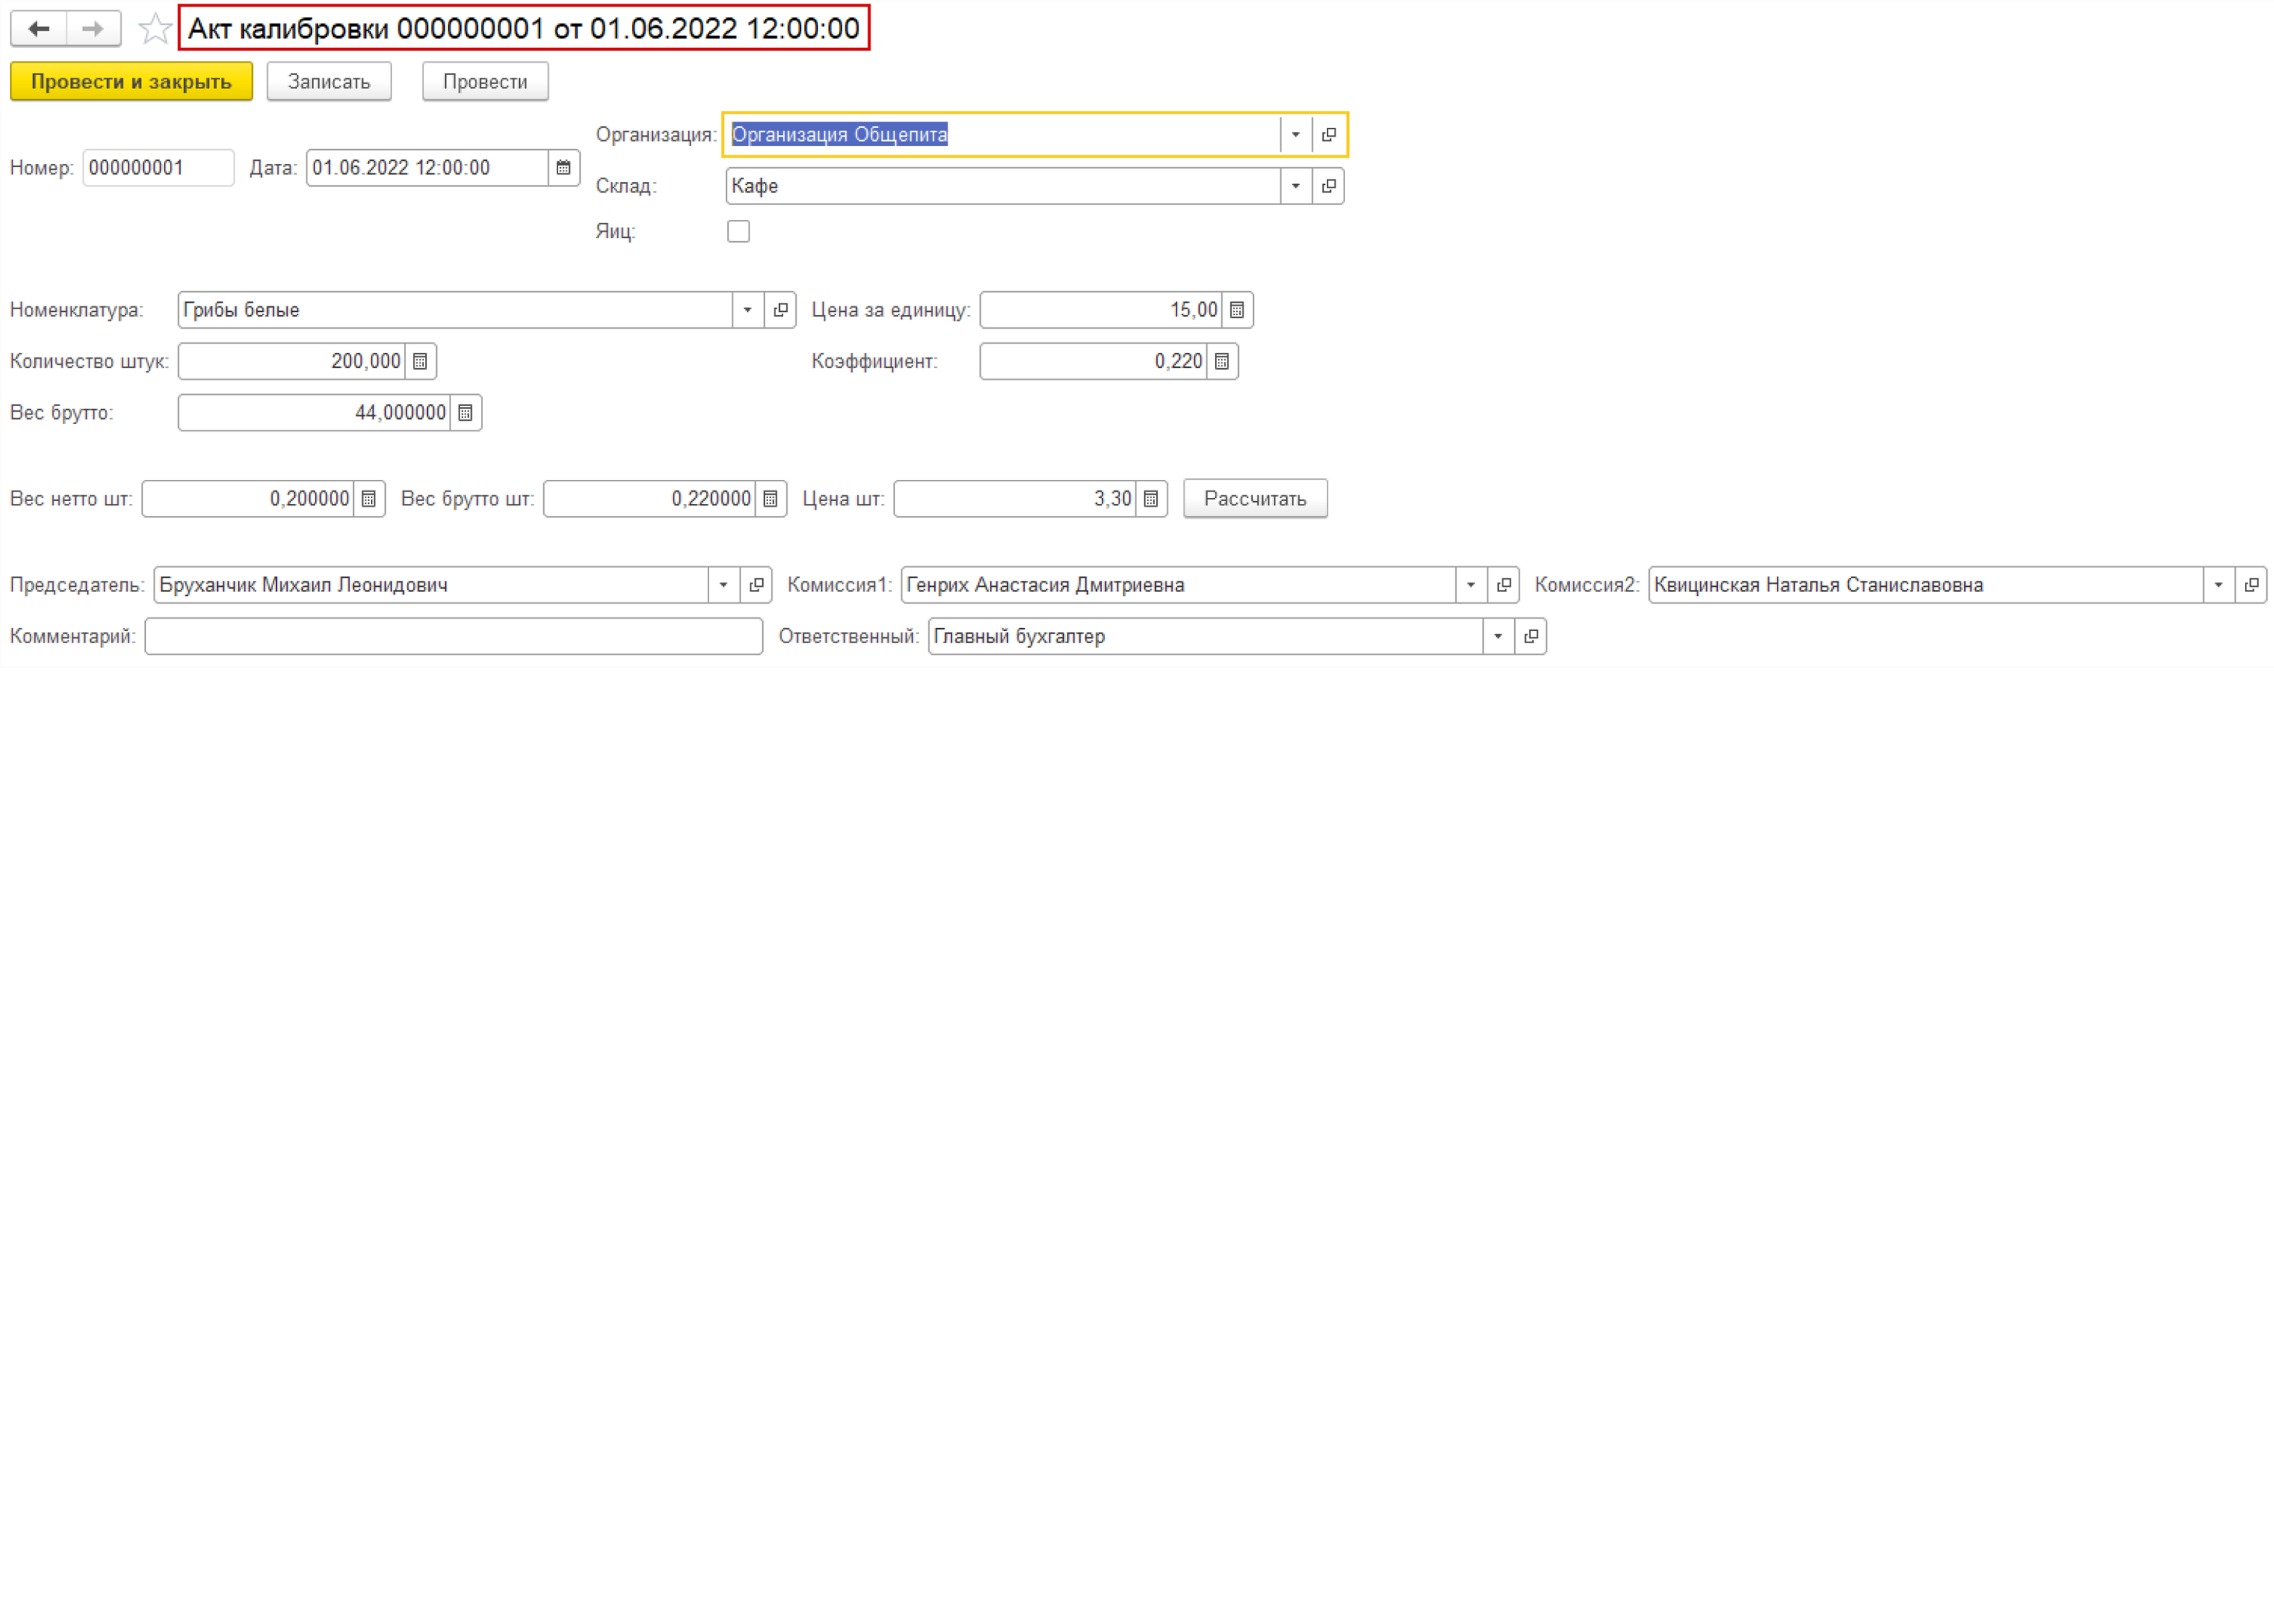 Акт калибровки 000000001 от 01.06.2022 12:00:00
Провести и закрыть Записать Провести
Организация: Организация Общепита
Номер: 000000001 Дата: 01.06.2022 12:00:00
Склад: Кафе
Яиц:
Номенклатура: Грибы белые Цена за единицу: 15,00
Количество штук: 200,000 Коэффициент: 0,220
Вес брутто: 44,000000
Вес нетто шт: 0,200000 Вес брутто шт: 0,220000 Цена шт: 3,30 Рассчитать
Председатель: Бруханчик Михаил Леонидович Комиссия1: Генрих Анастасия Дмитриевна Комиссия2: Квицинская Наталья Станиславовна
Комментарий: Ответственный: Главный бухгалтер